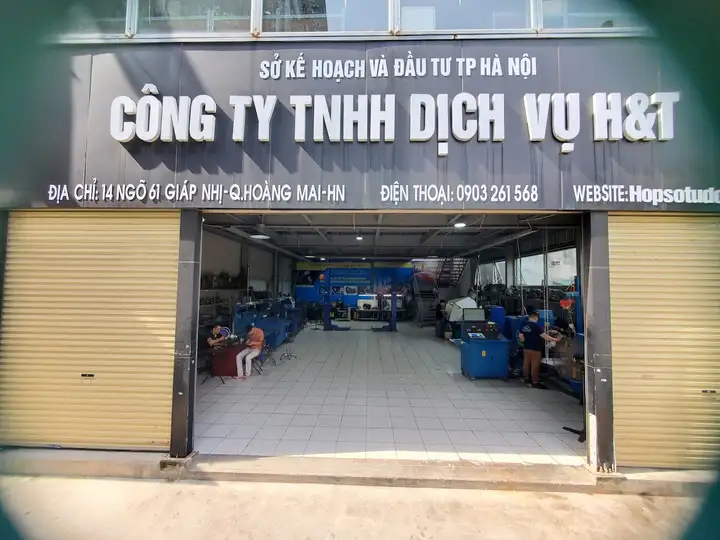 SỞ KẾ HOẠCH VÀ ĐẦU TƯ TP HÀ NỘI
CÔNG TY TNHH DỊCH VỤ H&T
ĐỊA CHỈ: 14 NGÕ 61 GIÁP NHỊ-Q.HOÀNG MAI-HN ĐIỆN THOẠI: 0903 261 568 WEBSITE:Hopsotudo